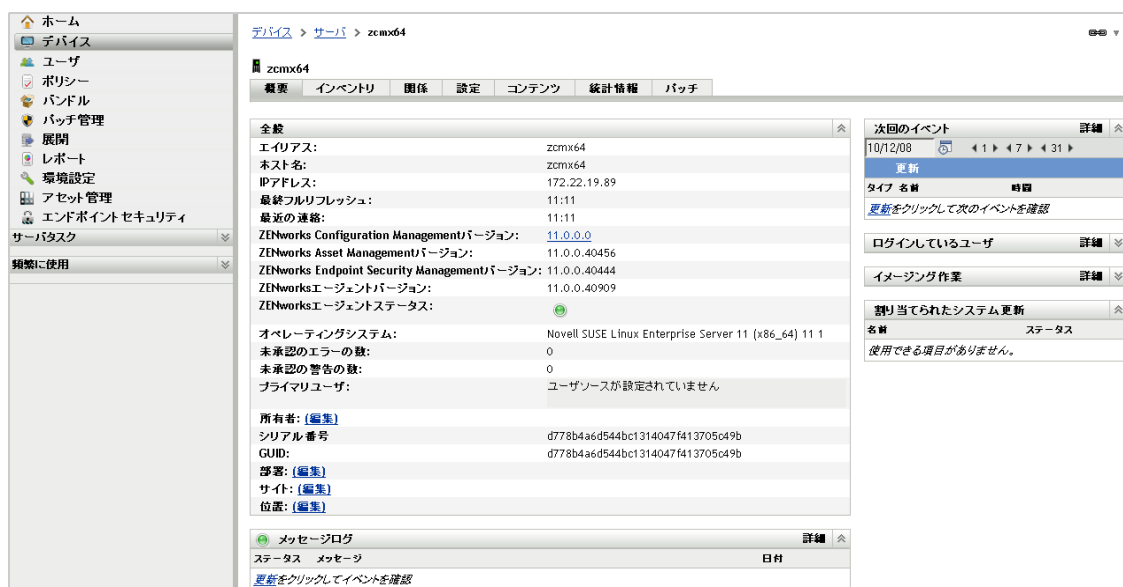 ホーム
デバイス
ユーザ
ポリシー
バンドル
パッチ管理
展開
レポート
環境設定
アセット管理
エンドポイントセキュリティ
サーバタスク
頻繁に使用
デバイス > サーバ > zcmx64
zcmx64
概要 インベントリ 関係 設定 コンテンツ 統計情報 パッチ
全般
エイリアス: zcmx64
ホスト名: zcmx64
IPアドレス: 172.22.19.89
最終フルリフレッシュ: 11:11
最近の連絡: 11:11
ZENworks Configuration Managementバージョン: 11.0.0.0
ZENworks Asset Managementバージョン: 11.0.0.40456
ZENworks Endpoint Security Managementバージョン: 11.0.0.40444
ZENworksエージェントバージョン: 11.0.0.40909
ZENworksエージェントステータス:
オペレーティングシステム: Novell SUSE Linux Enterprise Server 11 (x86_64) 11 1
未承認のエラーの数: 0
未承認の警告の数: 0
プライマリユーザ: ユーザソースが設定されていません
所有者: (編集)
シリアル番号 d778b4a6d544bc1314047f413705c49b
GUID: d778b4a6d544bc1314047f413705c49b
部署: (編集)
サイト: (編集)
位置: (編集)
メッセージログ 詳細
ステータス メッセージ 日付
更新をクリックしてイベントを確認
次回のイベント 詳細
10/12/08 1 7 31
更新
タイプ 名前 時間
更新をクリックして次のイベントを確認
ログインしているユーザ 詳細
イメージング作業 詳細
割り当てられたシステム更新
名前 ステータス
使用できる項目がありません。